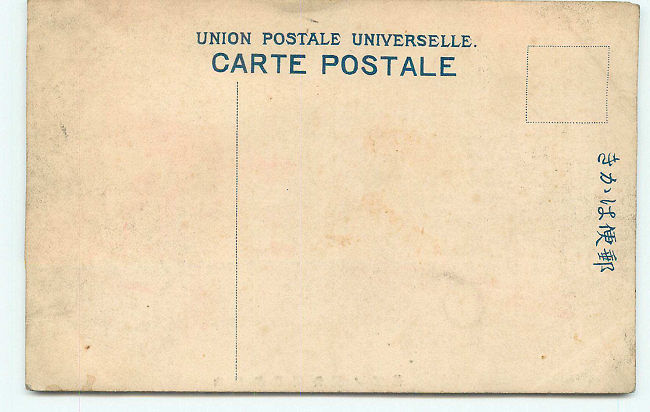 UNION POSTALE UNIVERSELLE.
CARTE POSTALE
郵便はかき